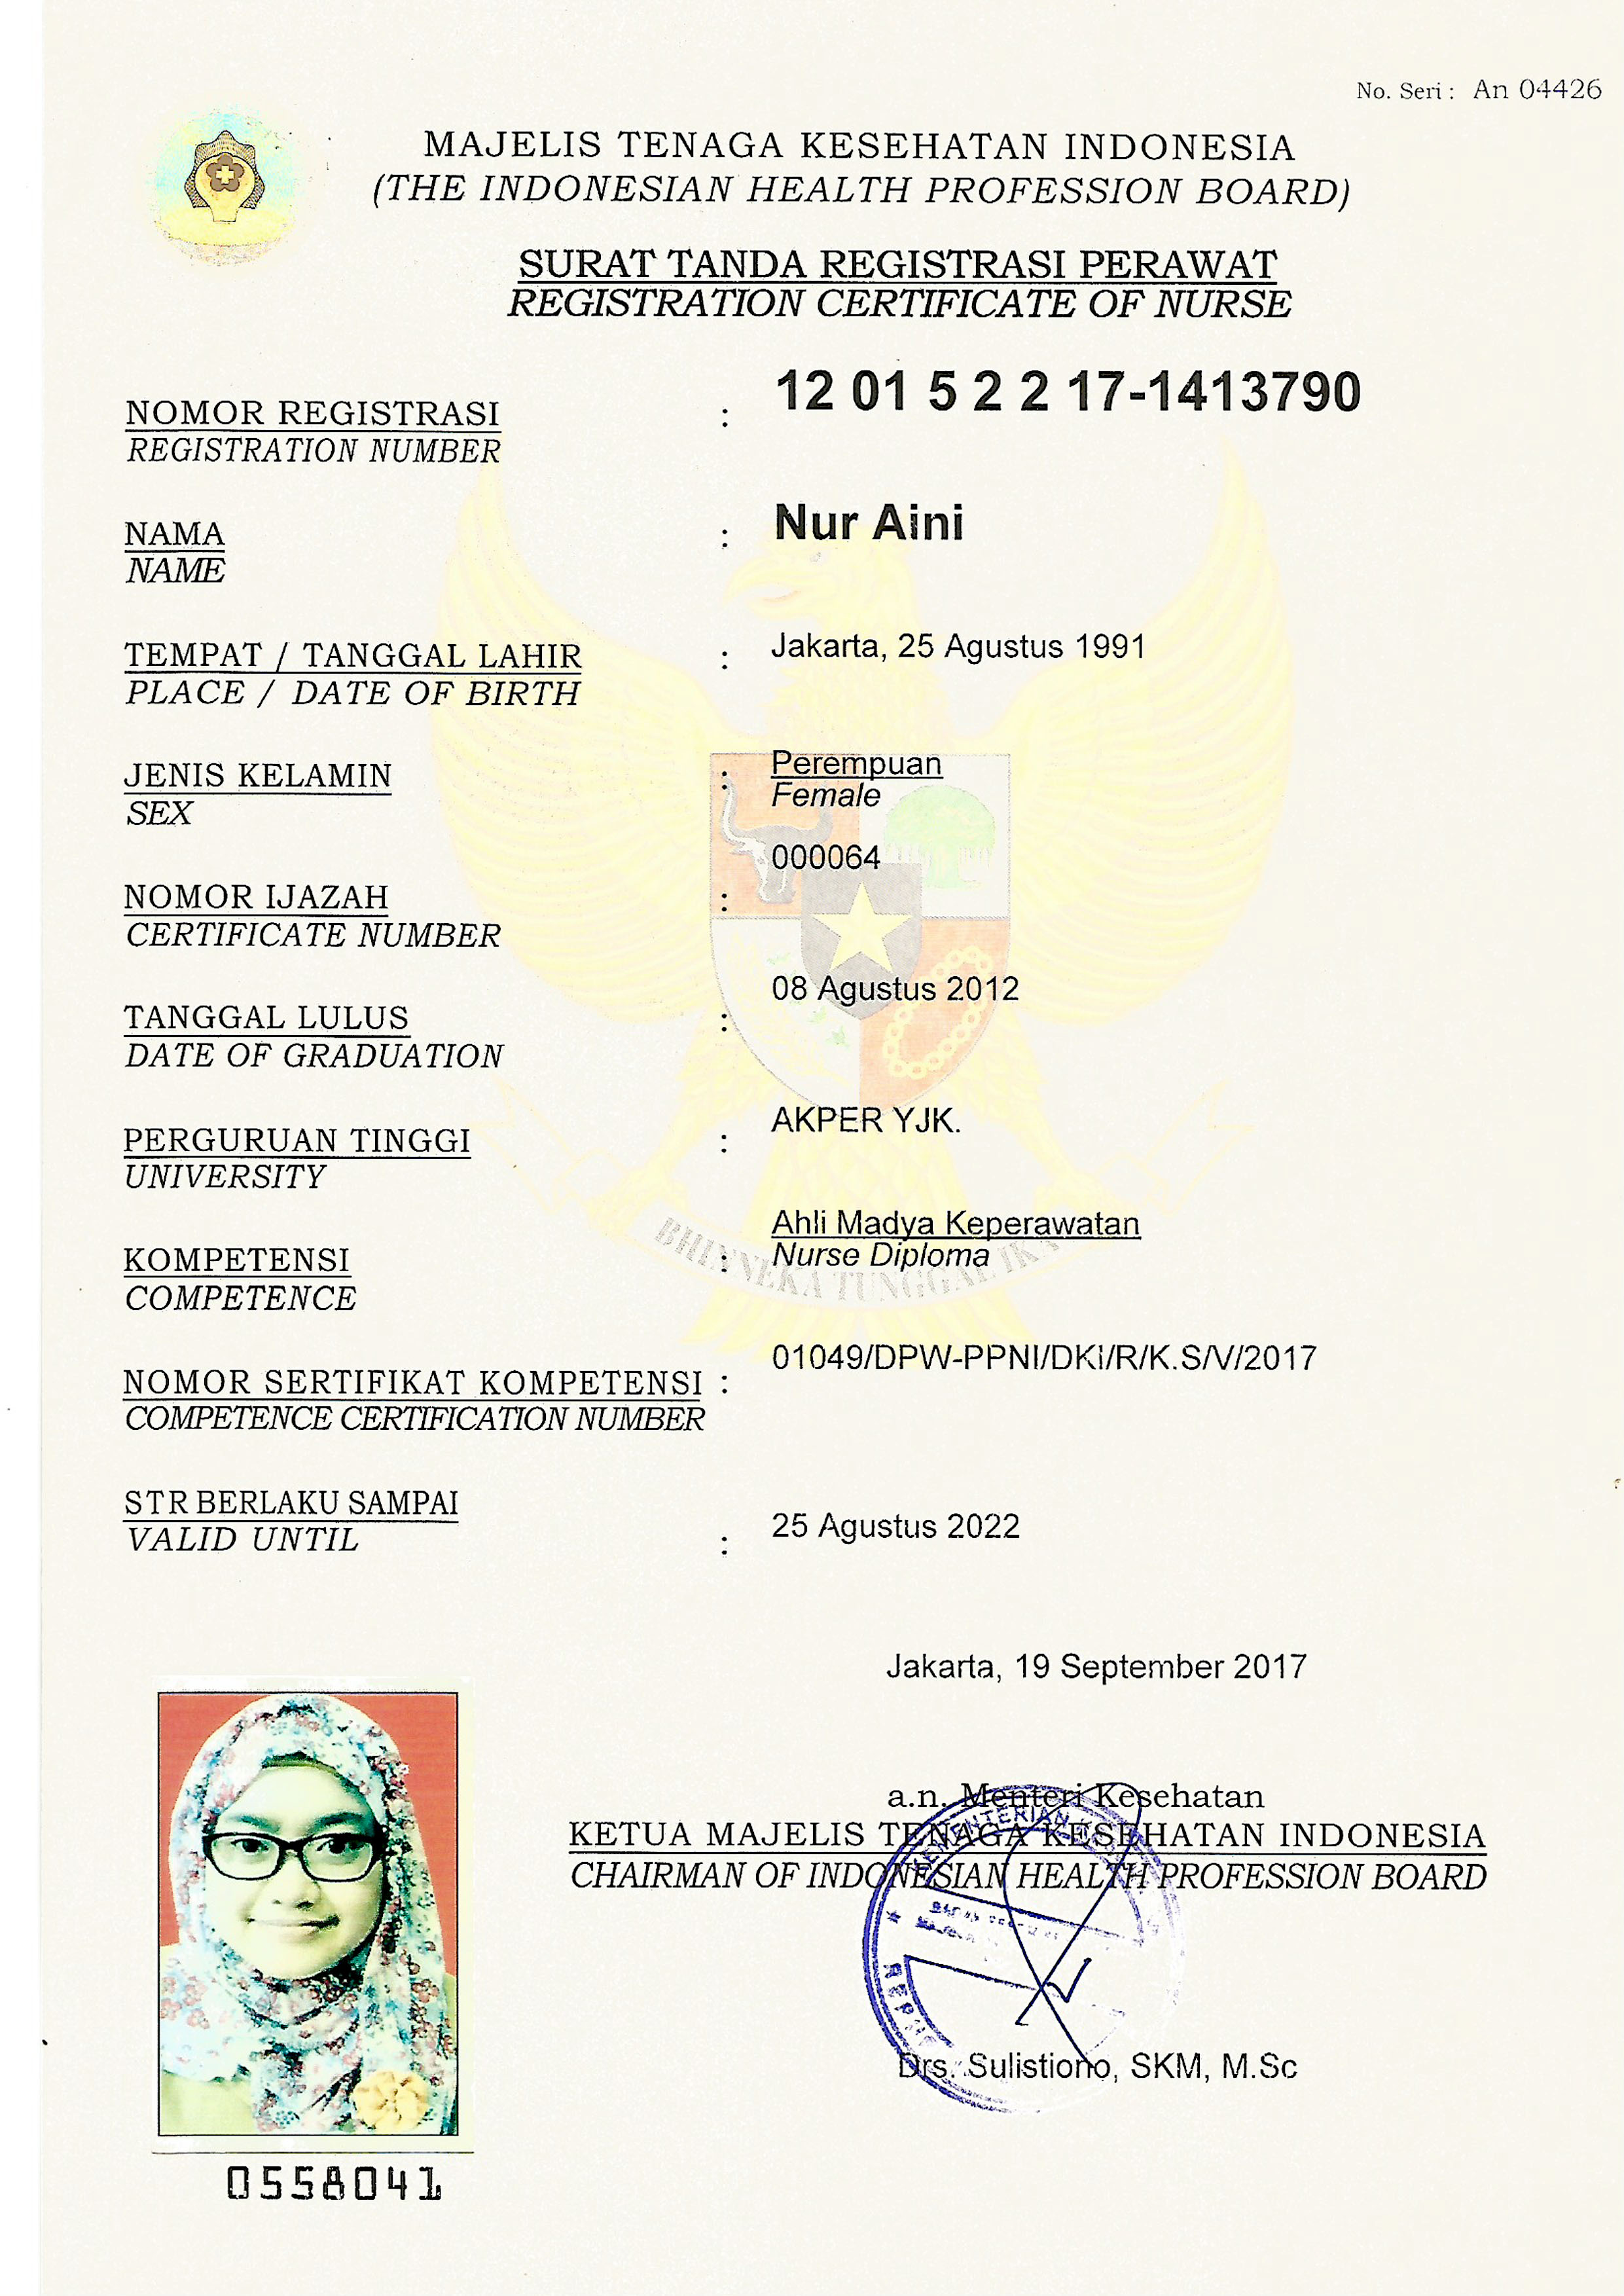 No. Seri : An 04426
MAJELIS TENAGA KESEHATAN INDONESIA
(THE INDONESIAN HEALTH PROFESSION BOARD)
SURAT TANDA REGISTRASI PERAWAT
REGISTRATION CERTIFICATE OF NURSE
NOMOR REGISTRASI : 12 01 5 2 2 17-1413790
REGISTRATION NUMBER
NAMA : Nur Aini
NAME
TEMPAT / TANGGAL LAHIR : Jakarta, 25 Agustus 1991
PLACE / DATE OF BIRTH
JENIS KELAMIN : Perempuan
SEX Female
NOMOR IJAZAH : 000064
CERTIFICATE NUMBER
TANGGAL LULUS : 08 Agustus 2012
DATE OF GRADUATION
PERGURUAN TINGGI : AKPER YJK.
UNIVERSITY
KOMPETENSI : Ahli Madya Keperawatan
COMPETENCE Nurse Diploma
BHINNEKA TUNGGAL IKA
NOMOR SERTIFIKAT KOMPETENSI : 01049/DPW-PPNI/DKI/R/K.S/V/2017
COMPETENCE CERTIFICATION NUMBER
STR BERLAKU SAMPAI : 25 Agustus 2022
VALID UNTIL
Jakarta, 19 September 2017
a.n. Menteri Kesehatan
KETUA MAJELIS TENAGA KESEHATAN INDONESIA
CHAIRMAN OF INDONESIAN HEALTH PROFESSION BOARD
Drs. Sulistiono, SKM, M.Sc
0558041